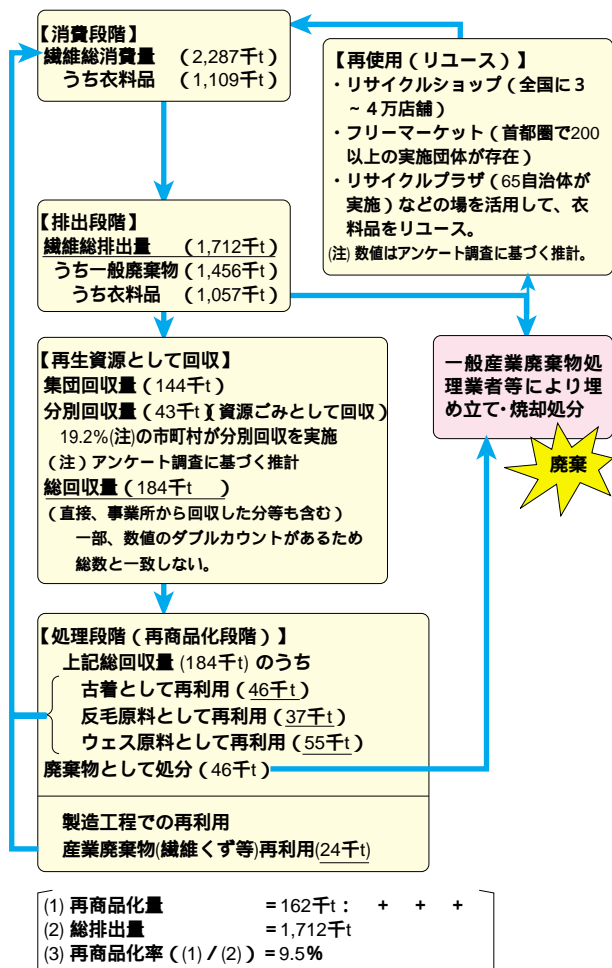 【消費段階】
繊維総消費量 (2,287千t)
うち衣料品 (1,109千t)
【再使用(リユース)】
・リサイクルショップ(全国に3
~4万店舗)
・フリーマーケット(首都圏で200
以上の実施団体が存在)
・リサイクルプラザ(65自治体が
実施)などの場を活用して、衣
料品をリユース。
(注)数値はアンケート調査に基づく推計。
【排出段階】
繊維総排出量 (1,712千t)
うち一般廃棄物 (1,456千t)
うち衣料品 (1,057千t)
【再生資源として回収】
集団回収量(144千t)
分別回収量(43千t)(資源ごみとして回収)
19.2%(注)の市町村が分別回収を実施
(注)アンケート調査に基づく推計
総回収量(184千t )
(直接、事業所から回収した分等も含む)
一部、数値のダブルカウントがあるため
総数と一致しない。
一般産業廃棄物処
理業者等により埋
め立て・焼却処分
廃棄
【処理段階(再商品化段階)】
上記総回収量(184千t)のうち
古着として再利用(46千t)
反毛原料として再利用(37千t)
ウェス原料として再利用(55千t)
廃棄物として処分(46千t)
製造工程での再利用
産業廃棄物(繊維くず等)再利用(24千t)
(1) 再商品化量 =162千t: + + +
(2) 総排出量 =1,712千t
(3) 再商品化率((1)/(2))=9.5%